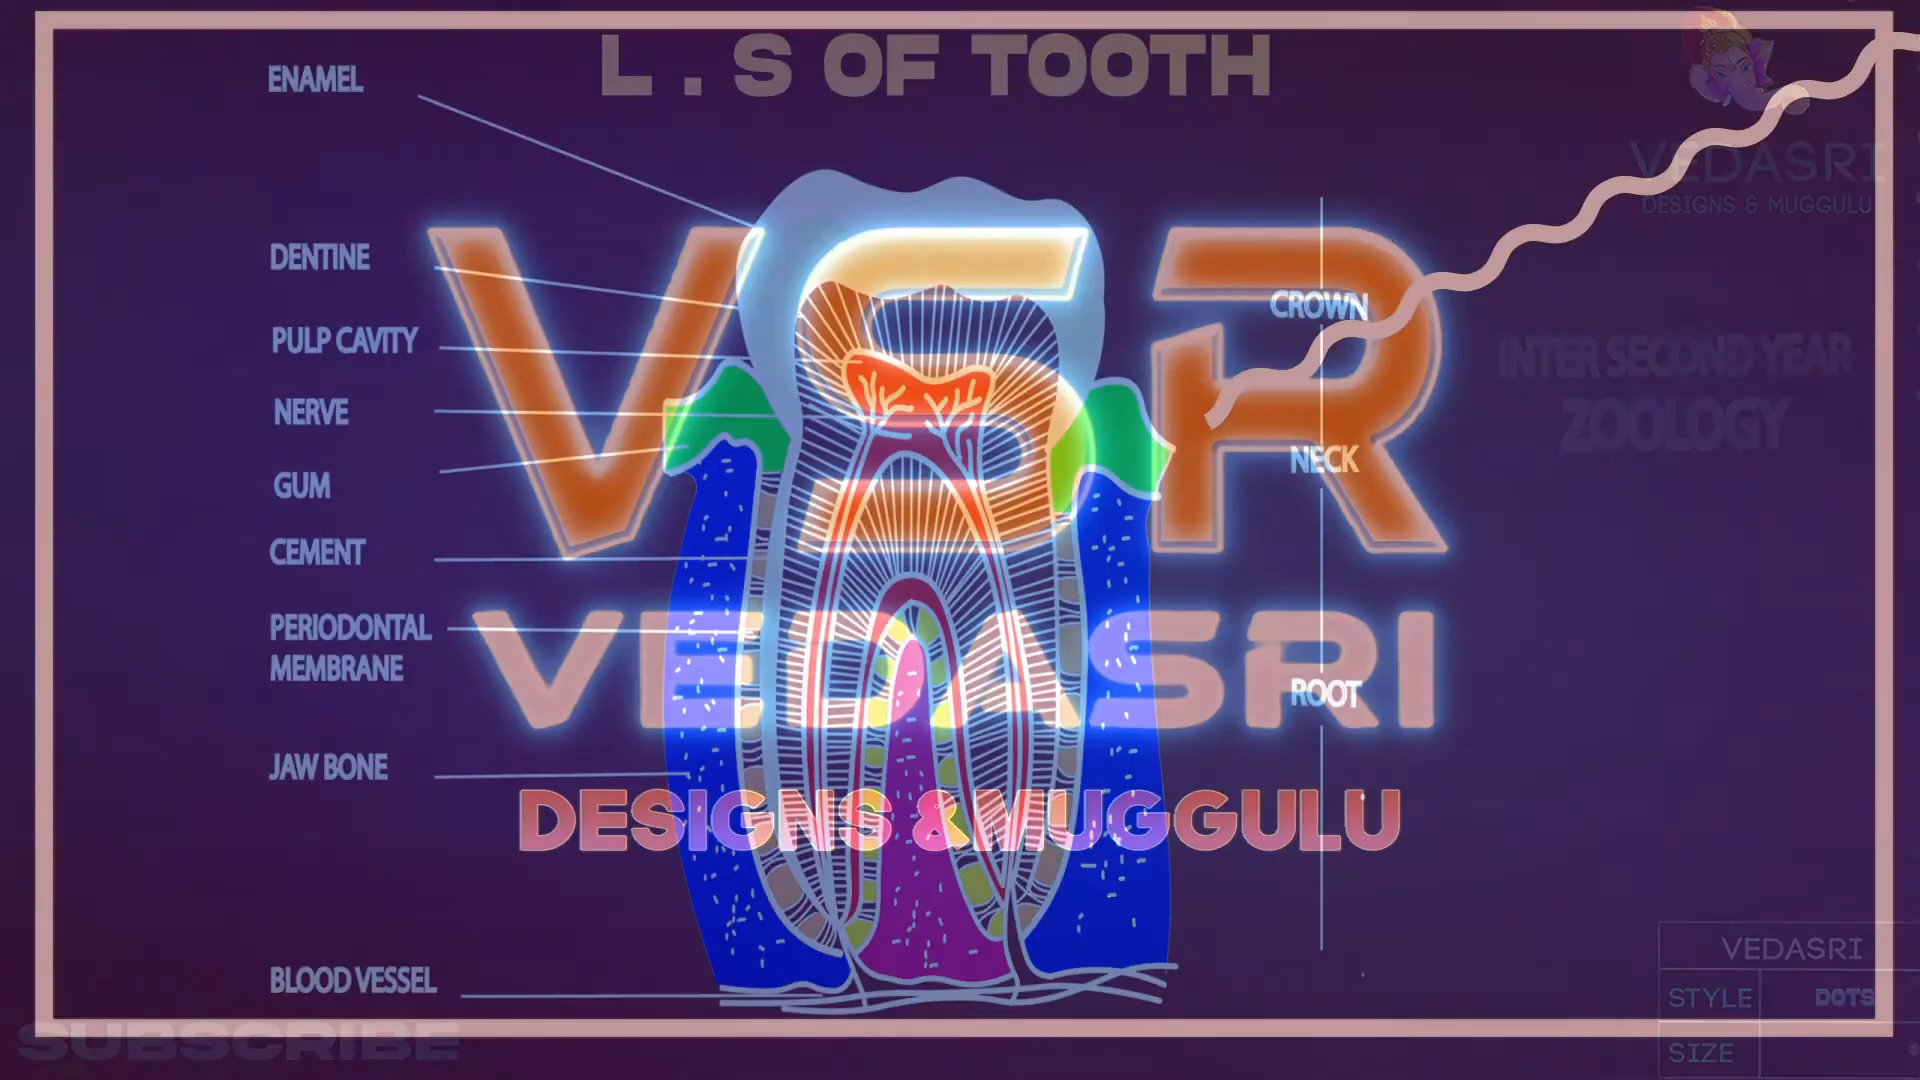 L . S OF TOOTH
ENAMEL
DENTINE
PULP CAVITY
NERVE
GUM
CEMENT
PERIODONTAL
MEMBRANE
JAW BONE
BLOOD VESSEL
CROWN
NECK
ROOT
VSR
VEDASRI
DESIGNS & MUGGULU
VEDASRI
DESIGNS & MUGGULU
INTER SECOND YEAR
ZOOLOGY
VEDASRI
STYLE DOTS
SIZE
SUBSCRIBE